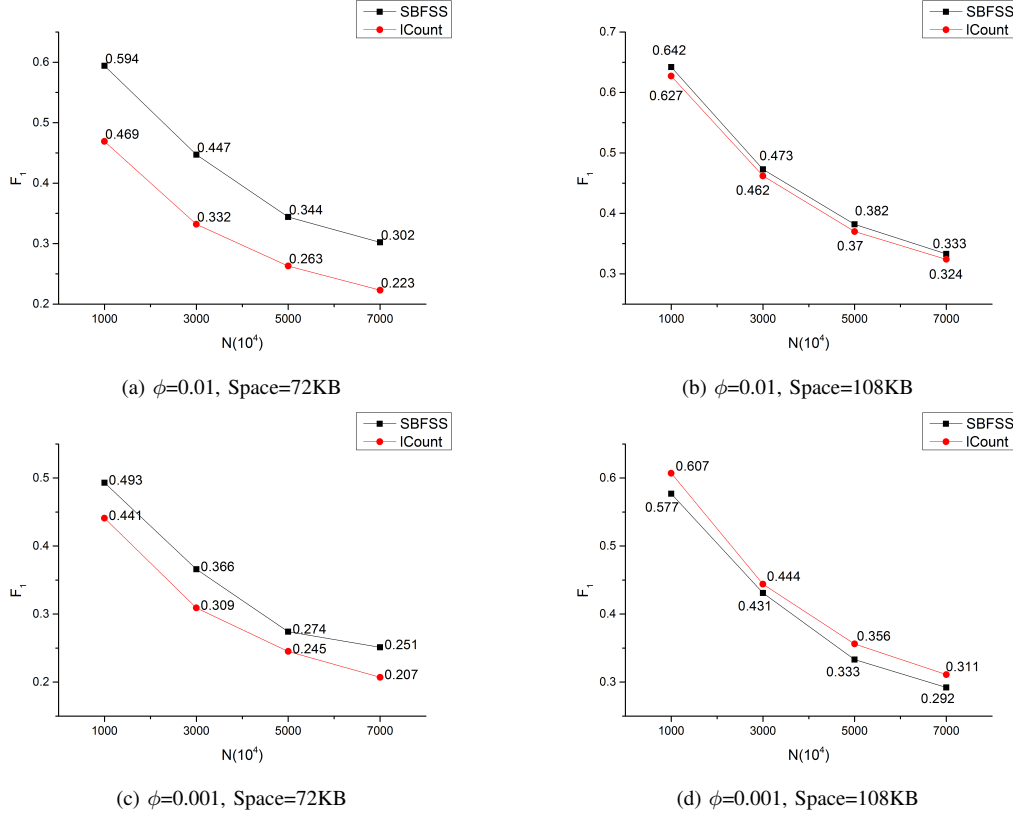 SBFSS
lCount
0.6
0.5
0.4
0.3
0.2
F1
0.594
0.469
0.447
0.332
0.344
0.263
0.302
0.223
1000 3000 5000 7000
N(10^4)
(a) ϕ=0.01, Space=72KB
SBFSS
lCount
0.7
0.6
0.5
0.4
0.3
F1
0.642
0.627
0.473
0.462
0.382
0.37
0.333
0.324
1000 3000 5000 7000
N(10^4)
(b) ϕ=0.01, Space=108KB
SBFSS
lCount
0.5
0.4
0.3
0.2
F1
0.493
0.441
0.366
0.309
0.274
0.245
0.251
0.207
1000 3000 5000 7000
N(10^4)
(c) ϕ=0.001, Space=72KB
SBFSS
lCount
0.6
0.5
0.4
0.3
F1
0.607
0.577
0.444
0.431
0.356
0.333
0.311
0.292
1000 3000 5000 7000
N(10^4)
(d) ϕ=0.001, Space=108KB